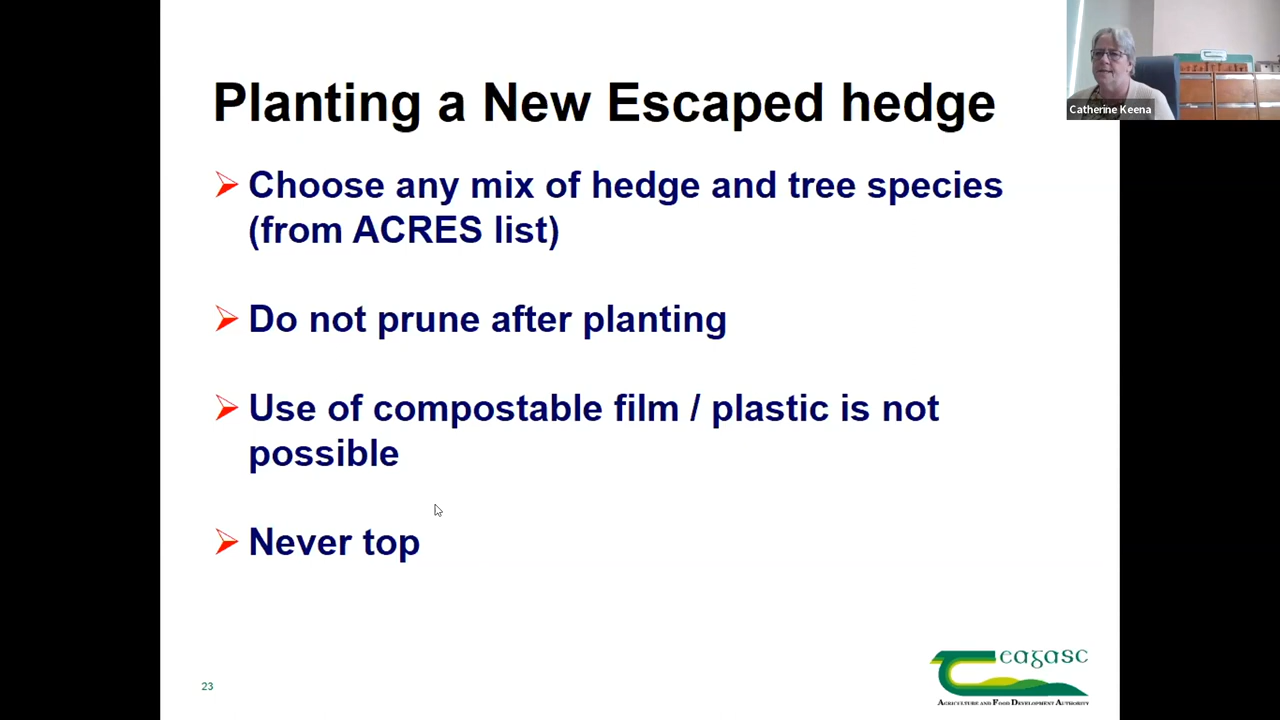 Planting a New Escaped hedge
Catherine Keena
Choose any mix of hedge and tree species
(from ACRES list)
Do not prune after planting
Use of compostable film / plastic is not
possible
Never top
23
Teagasc
AGRICULTURE AND FOOD DEVELOPMENT AUTHORITY